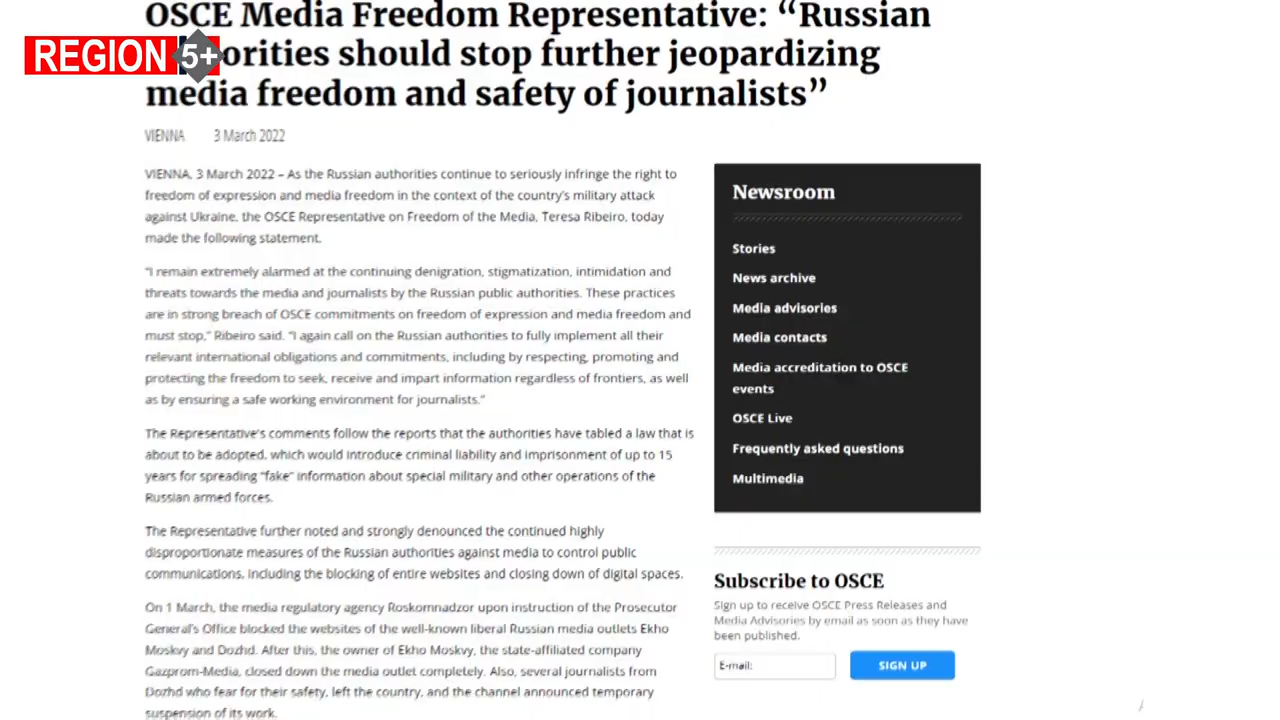 OSCE Media Freedom Representative: “Russian
REGION 5+
orities should stop further jeopardizing
media freedom and safety of journalists”
VIENNA 3 March 2022
VIENNA, 3 March 2022 – As the Russian authorities continue to seriously infringe the right to
freedom of expression and media freedom in the context of the country's military attack
against Ukraine, the OSCE Representative on Freedom of the Media, Teresa Ribeiro, today
made the following statement.
“I remain extremely alarmed at the continuing denigration, stigmatization, intimidation and
threats towards the media and journalists by the Russian public authorities. These practices
are in strong breach of OSCE commitments on freedom of expression and media freedom and
must stop,” Ribeiro said. “I again call on the Russian authorities to fully implement all their
relevant international obligations and commitments, including by respecting, promoting and
protecting the freedom to seek, receive and impart information regardless of frontiers, as well
as by ensuring a safe working environment for journalists.”
The Representative's comments follow the reports that the authorities have tabled a law that is
about to be adopted, which would introduce criminal liability and imprisonment of up to 15
years for spreading “fake” information about special military and other operations of the
Russian armed forces.
The Representative further noted and strongly denounced the continued highly
disproportionate measures of the Russian authorities against media to control public
communications, including the blocking of entire websites and closing down of digital spaces.
On 1 March, the media regulatory agency Roskomnadzor upon instruction of the Prosecutor
General's Office blocked the websites of the well-known liberal Russian media outlets Ekho
Moskvy and Dozhd. After this, the owner of Ekho Moskvy, the state-affiliated company
Gazprom-Media, closed down the media outlet completely. Also, several journalists from
Dozhd who fear for their safety, left the country, and the channel announced temporary
suspension of its work.
Newsroom
Stories
News archive
Media advisories
Media contacts
Media accreditation to OSCE
events
OSCE Live
Frequently asked questions
Multimedia
Subscribe to OSCE
Sign up to receive OSCE Press Releases and
Media Advisories by email as soon as they have
been published.
E-mail:
SIGN UP